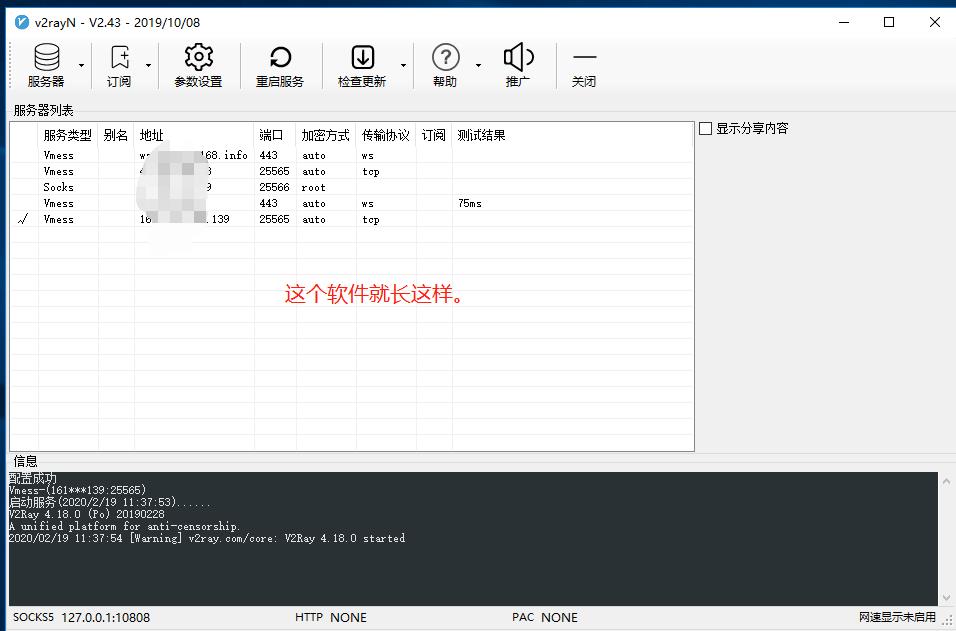 v2rayN - V2.43 - 2019/10/08
服务器 订阅 参数设置 重启服务 检查更新 帮助 推广 关闭
服务器列表
服务类型 别名 地址 端口 加密方式 传输协议 订阅 测试结果
显示分享内容
Vmess 168.info 443 auto ws
Vmess 25565 auto tcp
Socks 25566 root
Vmess 443 auto ws 75ms
√ Vmess 16 .139 25565 auto tcp
这个软件就长这样。
信息
配置成功
Vmess-(161***139:25565)
启动服务(2020/2/19 11:37:53)......
V2Ray 4.18.0 (Po) 20190228
A unified platform for anti-censorship.
2020/02/19 11:37:54 [Warning] v2ray.com/core: V2Ray 4.18.0 started
SOCKS5 127.0.0.1:10808 HTTP NONE PAC NONE 网速显示未启用